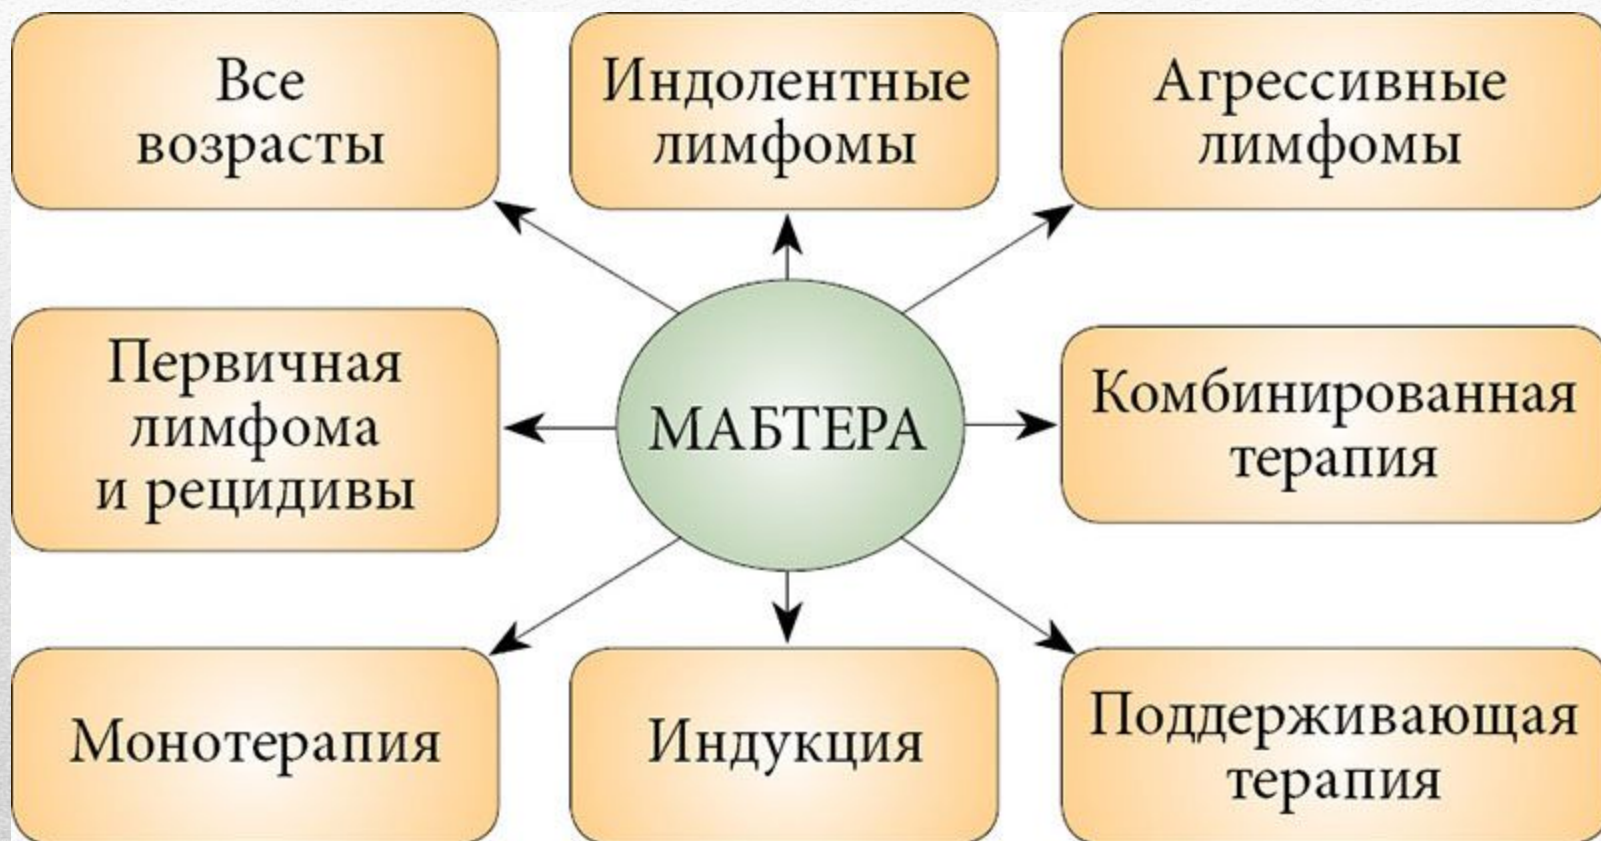 Все
возрасты
Индолентные
лимфомы
Агрессивные
лимфомы
Первичная
лимфома
и рецидивы
МАБТЕРА
Комбинированная
терапия
Монотерапия
Индукция
Поддерживающая
терапия